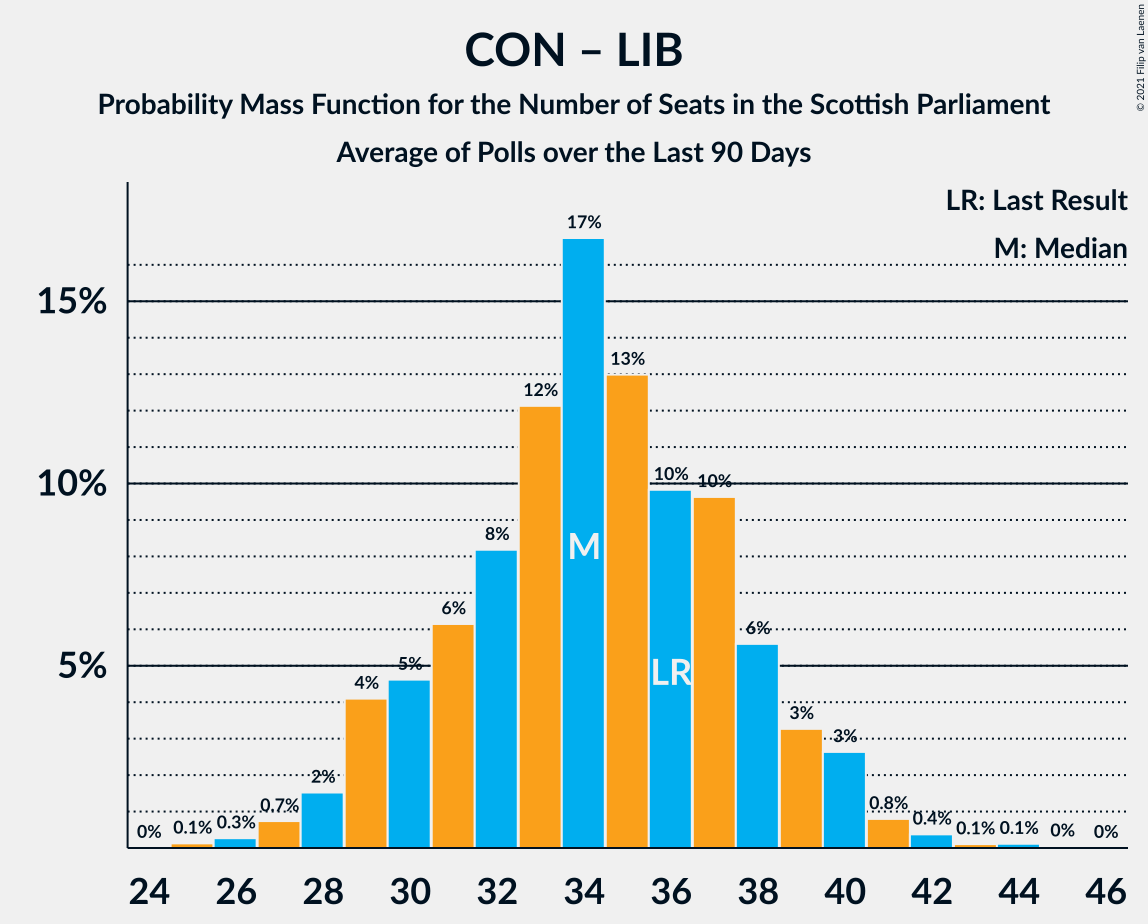 CON – LIB
Probability Mass Function for the Number of Seats in the Scottish Parliament
Average of Polls over the Last 90 Days
© 2021 Filip van Laenen
LR: Last Result
M: Median
17%
15%
13%
12%
10%
10% 10%
8%
M
6% 6%
5%
5%
LR
4%
3% 3%
2%
0% 0.1% 0.3% 0.7% 0.8% 0.4% 0.1% 0.1% 0% 0%
24 26 28 30 32 34 36 38 40 42 44 46